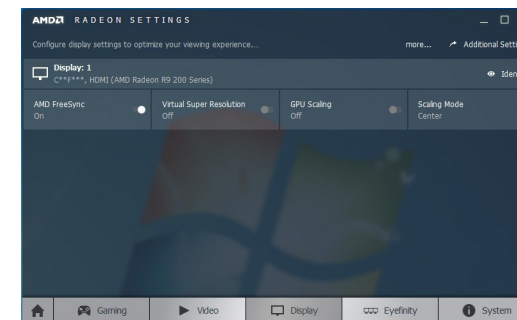 AMD RADEON SETTINGS
Configure display settings to optimize your viewing experience....
more...
Additional Setti
Display: 1
C**F***, HDMI (AMD Radeon R9 200 Series)
Iden
AMD FreeSync
On
Virtual Super Resolution
Off
GPU Scaling
Off
Scaling Mode
Center
Gaming
Video
Display
Eyefinity
System